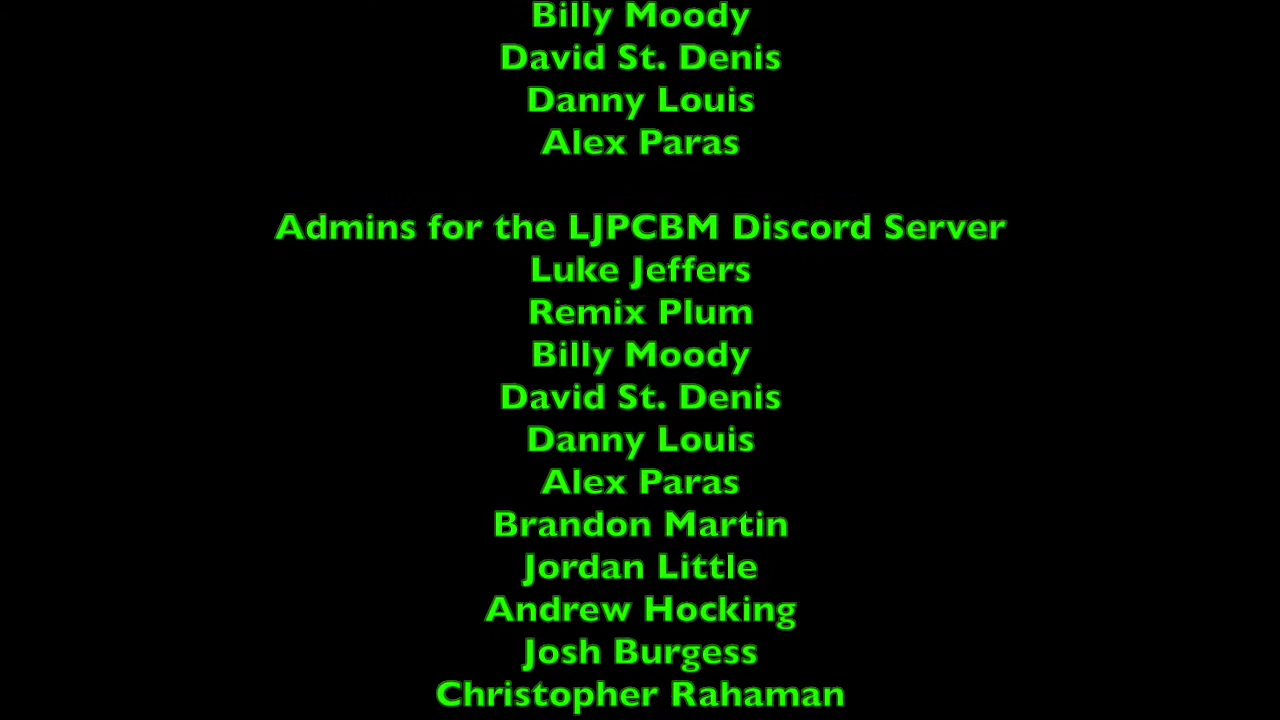 Billy Moody
David St. Denis
Danny Louis
Alex Paras
Admins for the LJPCBM Discord Server
Luke Jeffers
Remix Plum
Billy Moody
David St. Denis
Danny Louis
Alex Paras
Brandon Martin
Jordan Little
Andrew Hocking
Josh Burgess
Christopher Rahaman